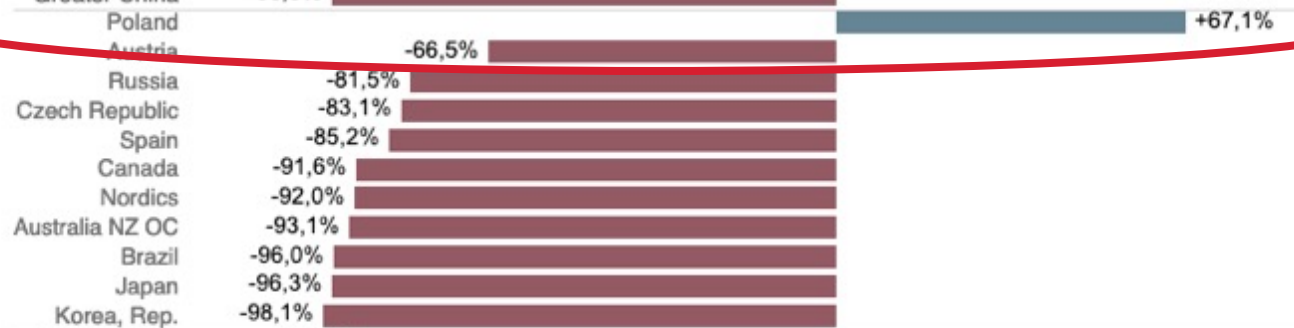 Poland +67,1%
Austria -66,5%
Russia -81,5%
Czech Republic -83,1%
Spain -85,2%
Canada -91,6%
Nordics -92,0%
Australia NZ OC -93,1%
Brazil -96,0%
Japan -96,3%
Korea, Rep. -98,1%